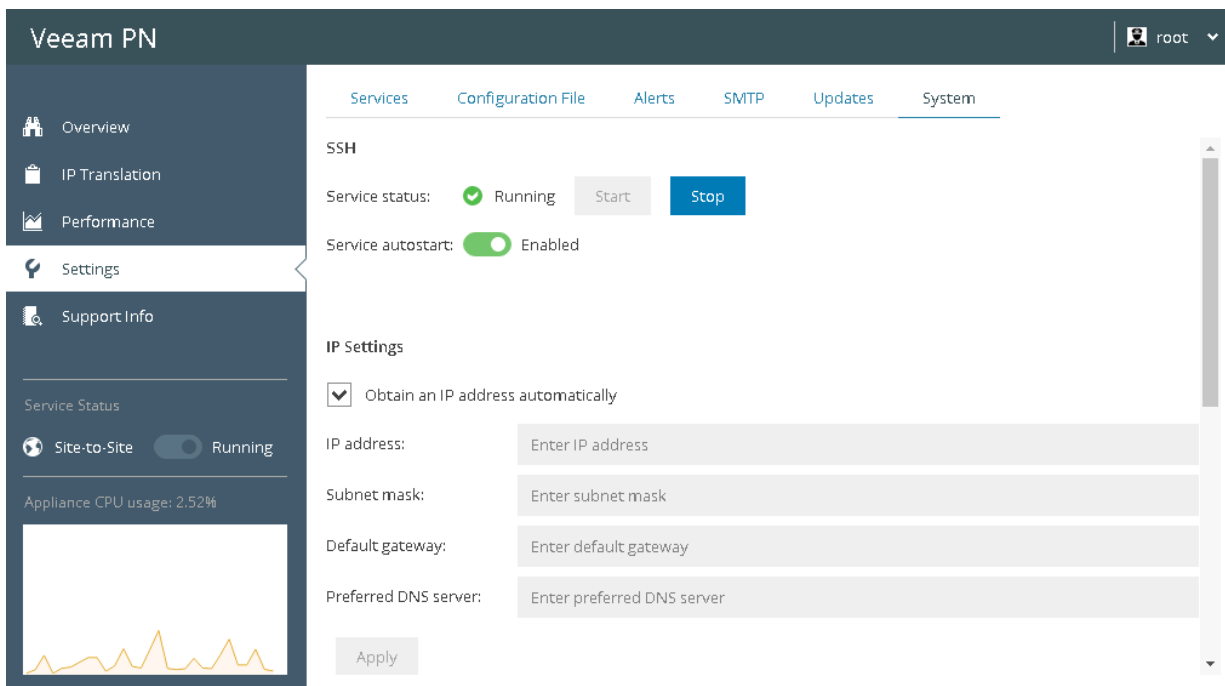 Veeam PN
root
Services Configuration File Alerts SMTP Updates System
Overview
IP Translation
Performance
Settings
Support Info
Service Status
Site-to-Site Running
Appliance CPU usage: 2.52%
SSH
Service status: Running Start Stop
Service autostart: Enabled
IP Settings
Obtain an IP address automatically
IP address: Enter IP address
Subnet mask: Enter subnet mask
Default gateway: Enter default gateway
Preferred DNS server: Enter preferred DNS server
Apply